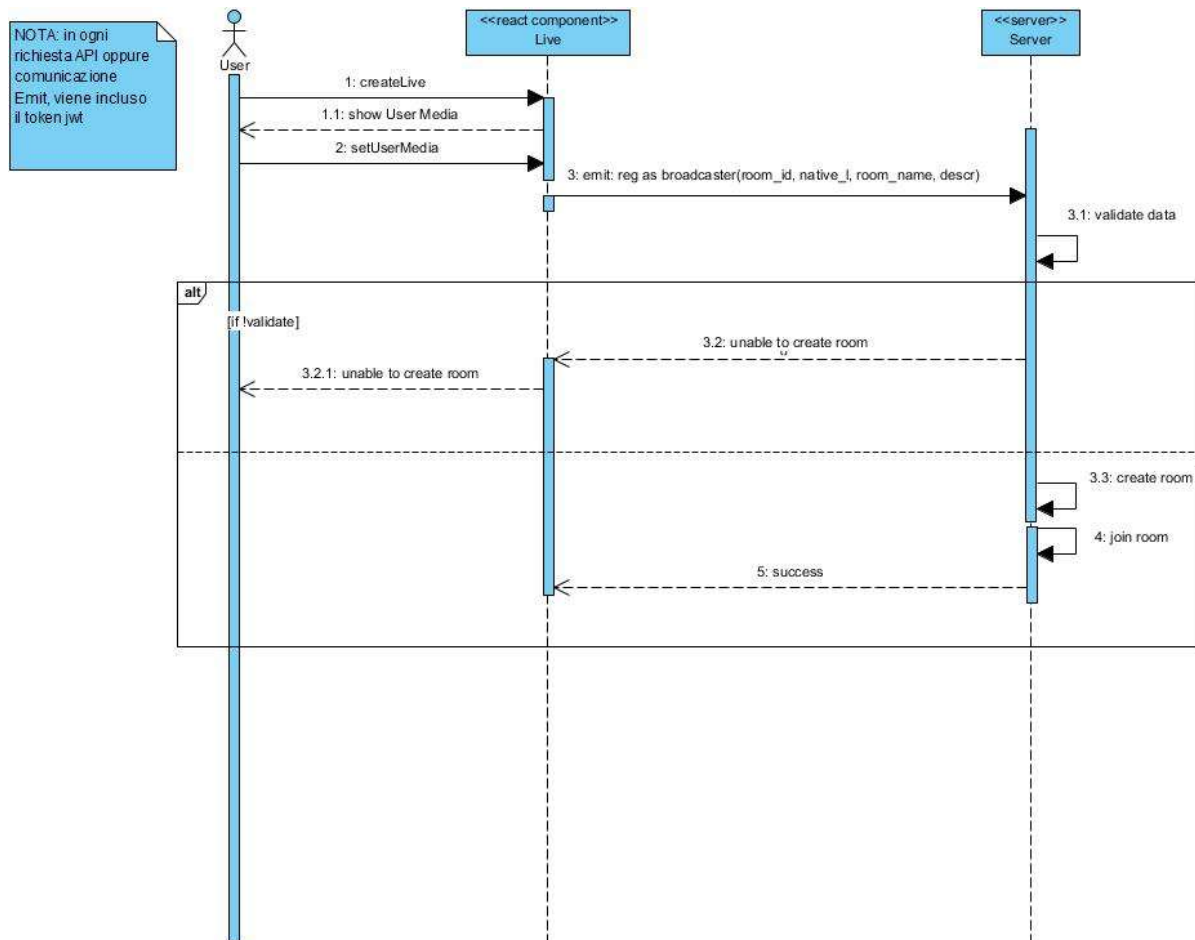 NOTA: in ogni
richiesta API oppure
comunicazione
Emit, viene incluso
il token jwt
User
<<react component>>
Live
<<server>>
Server
1: createLive
1.1: show User Media
2: setUserMedia
3: emit: reg as broadcaster(room_id, native_l, room_name, descr)
3.1: validate data
alt
[if !validate]
3.2: unable to create room
3.2.1: unable to create room
3.3: create room
4: join room
5: success